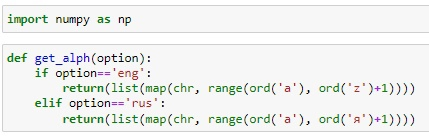 import numpy as np
def get_alph(option):
    if option=='eng':
        return(list(map(chr, range(ord('a'), ord('z')+1))))
    elif option=='rus':
        return(list(map(chr, range(ord('а'), ord('я')+1))))